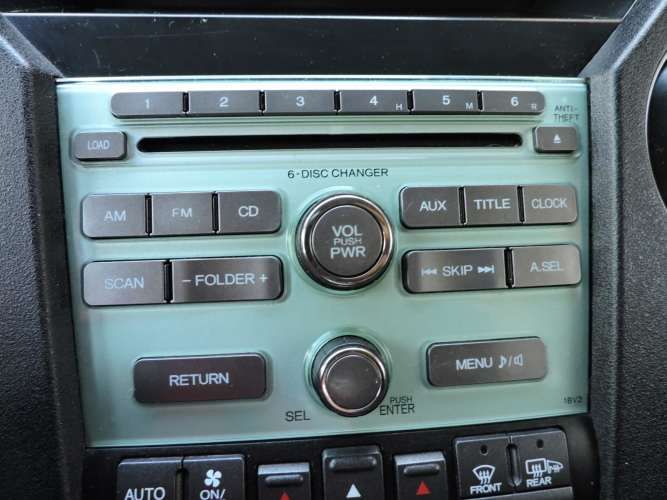 1 2 3 4 H 5 M 6 R
ANTI-
THEFT
LOAD
6-DISC CHANGER
AM FM CD
VOL
PUSH
PWR
AUX TITLE CLOCK
SCAN - FOLDER +
SKIP A.SEL
RETURN
MENU
SEL
PUSH
ENTER
1BV2
AUTO
ON/
FRONT
REAR